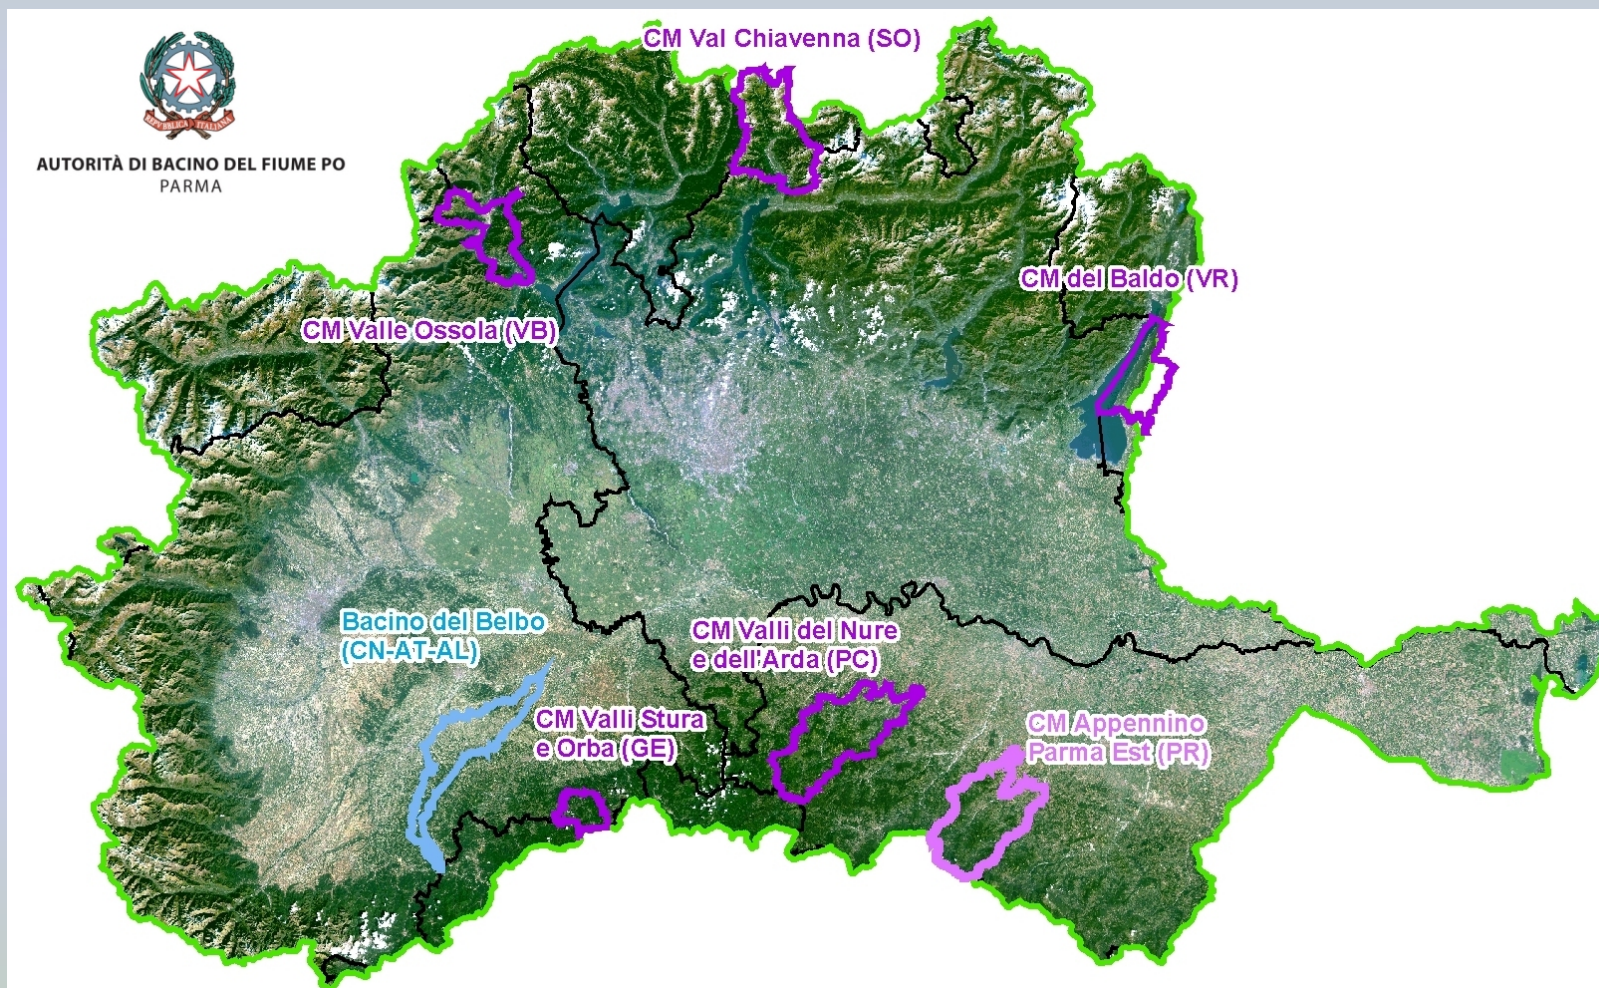 CM Val Chiavenna (SO)
REPVBBLICA ITALIANA
AUTORITÀ DI BACINO DEL FIUME PO
PARMA
CM del Baldo (VR)
CM Valle Ossola (VB)
Bacino del Belbo
(CN-AT-AL)
CM Valli del Nure
e dell'Arda (PC)
CM Valli Stura
e Orba (GE)
CM Appennino
Parma Est (PR)